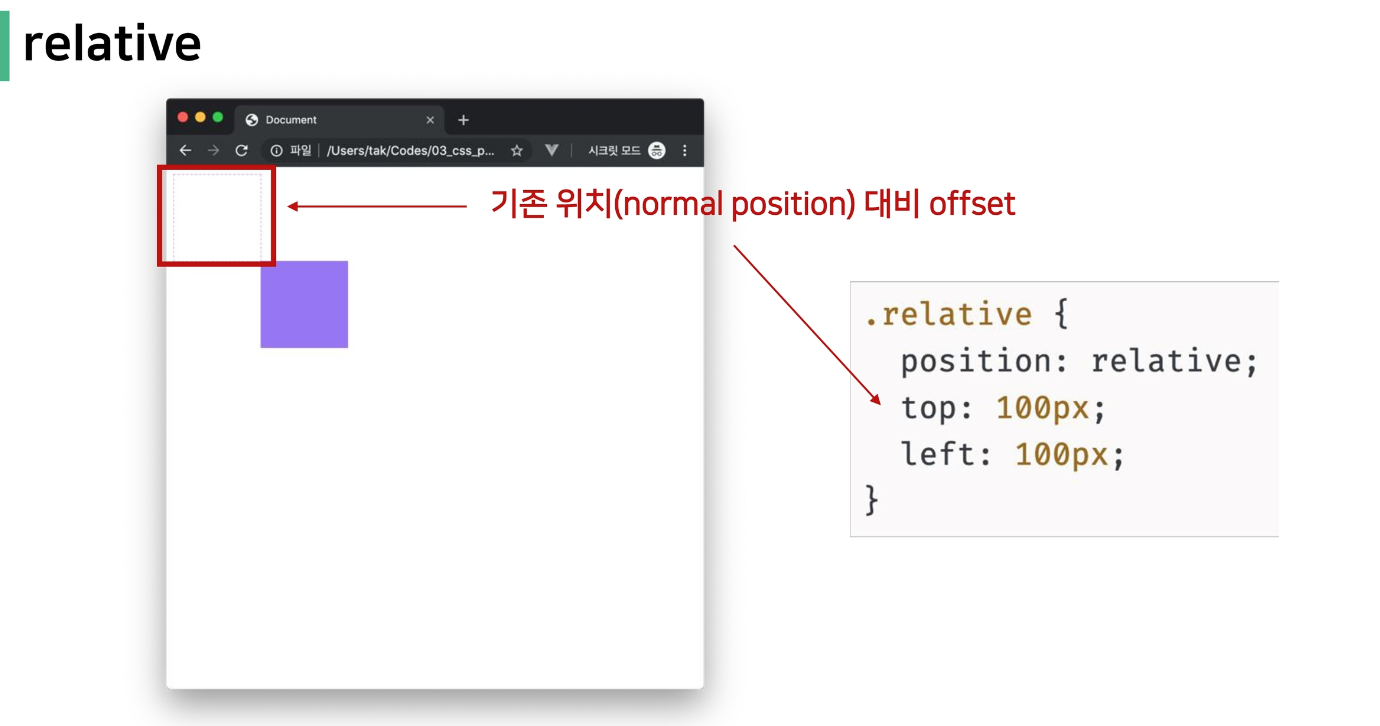 relative
Document
파일 | /Users/tak/Codes/03_css_p... 시크릿 모드
기존 위치(normal position) 대비 offset
.relative {
position: relative;
top: 100px;
left: 100px;
}